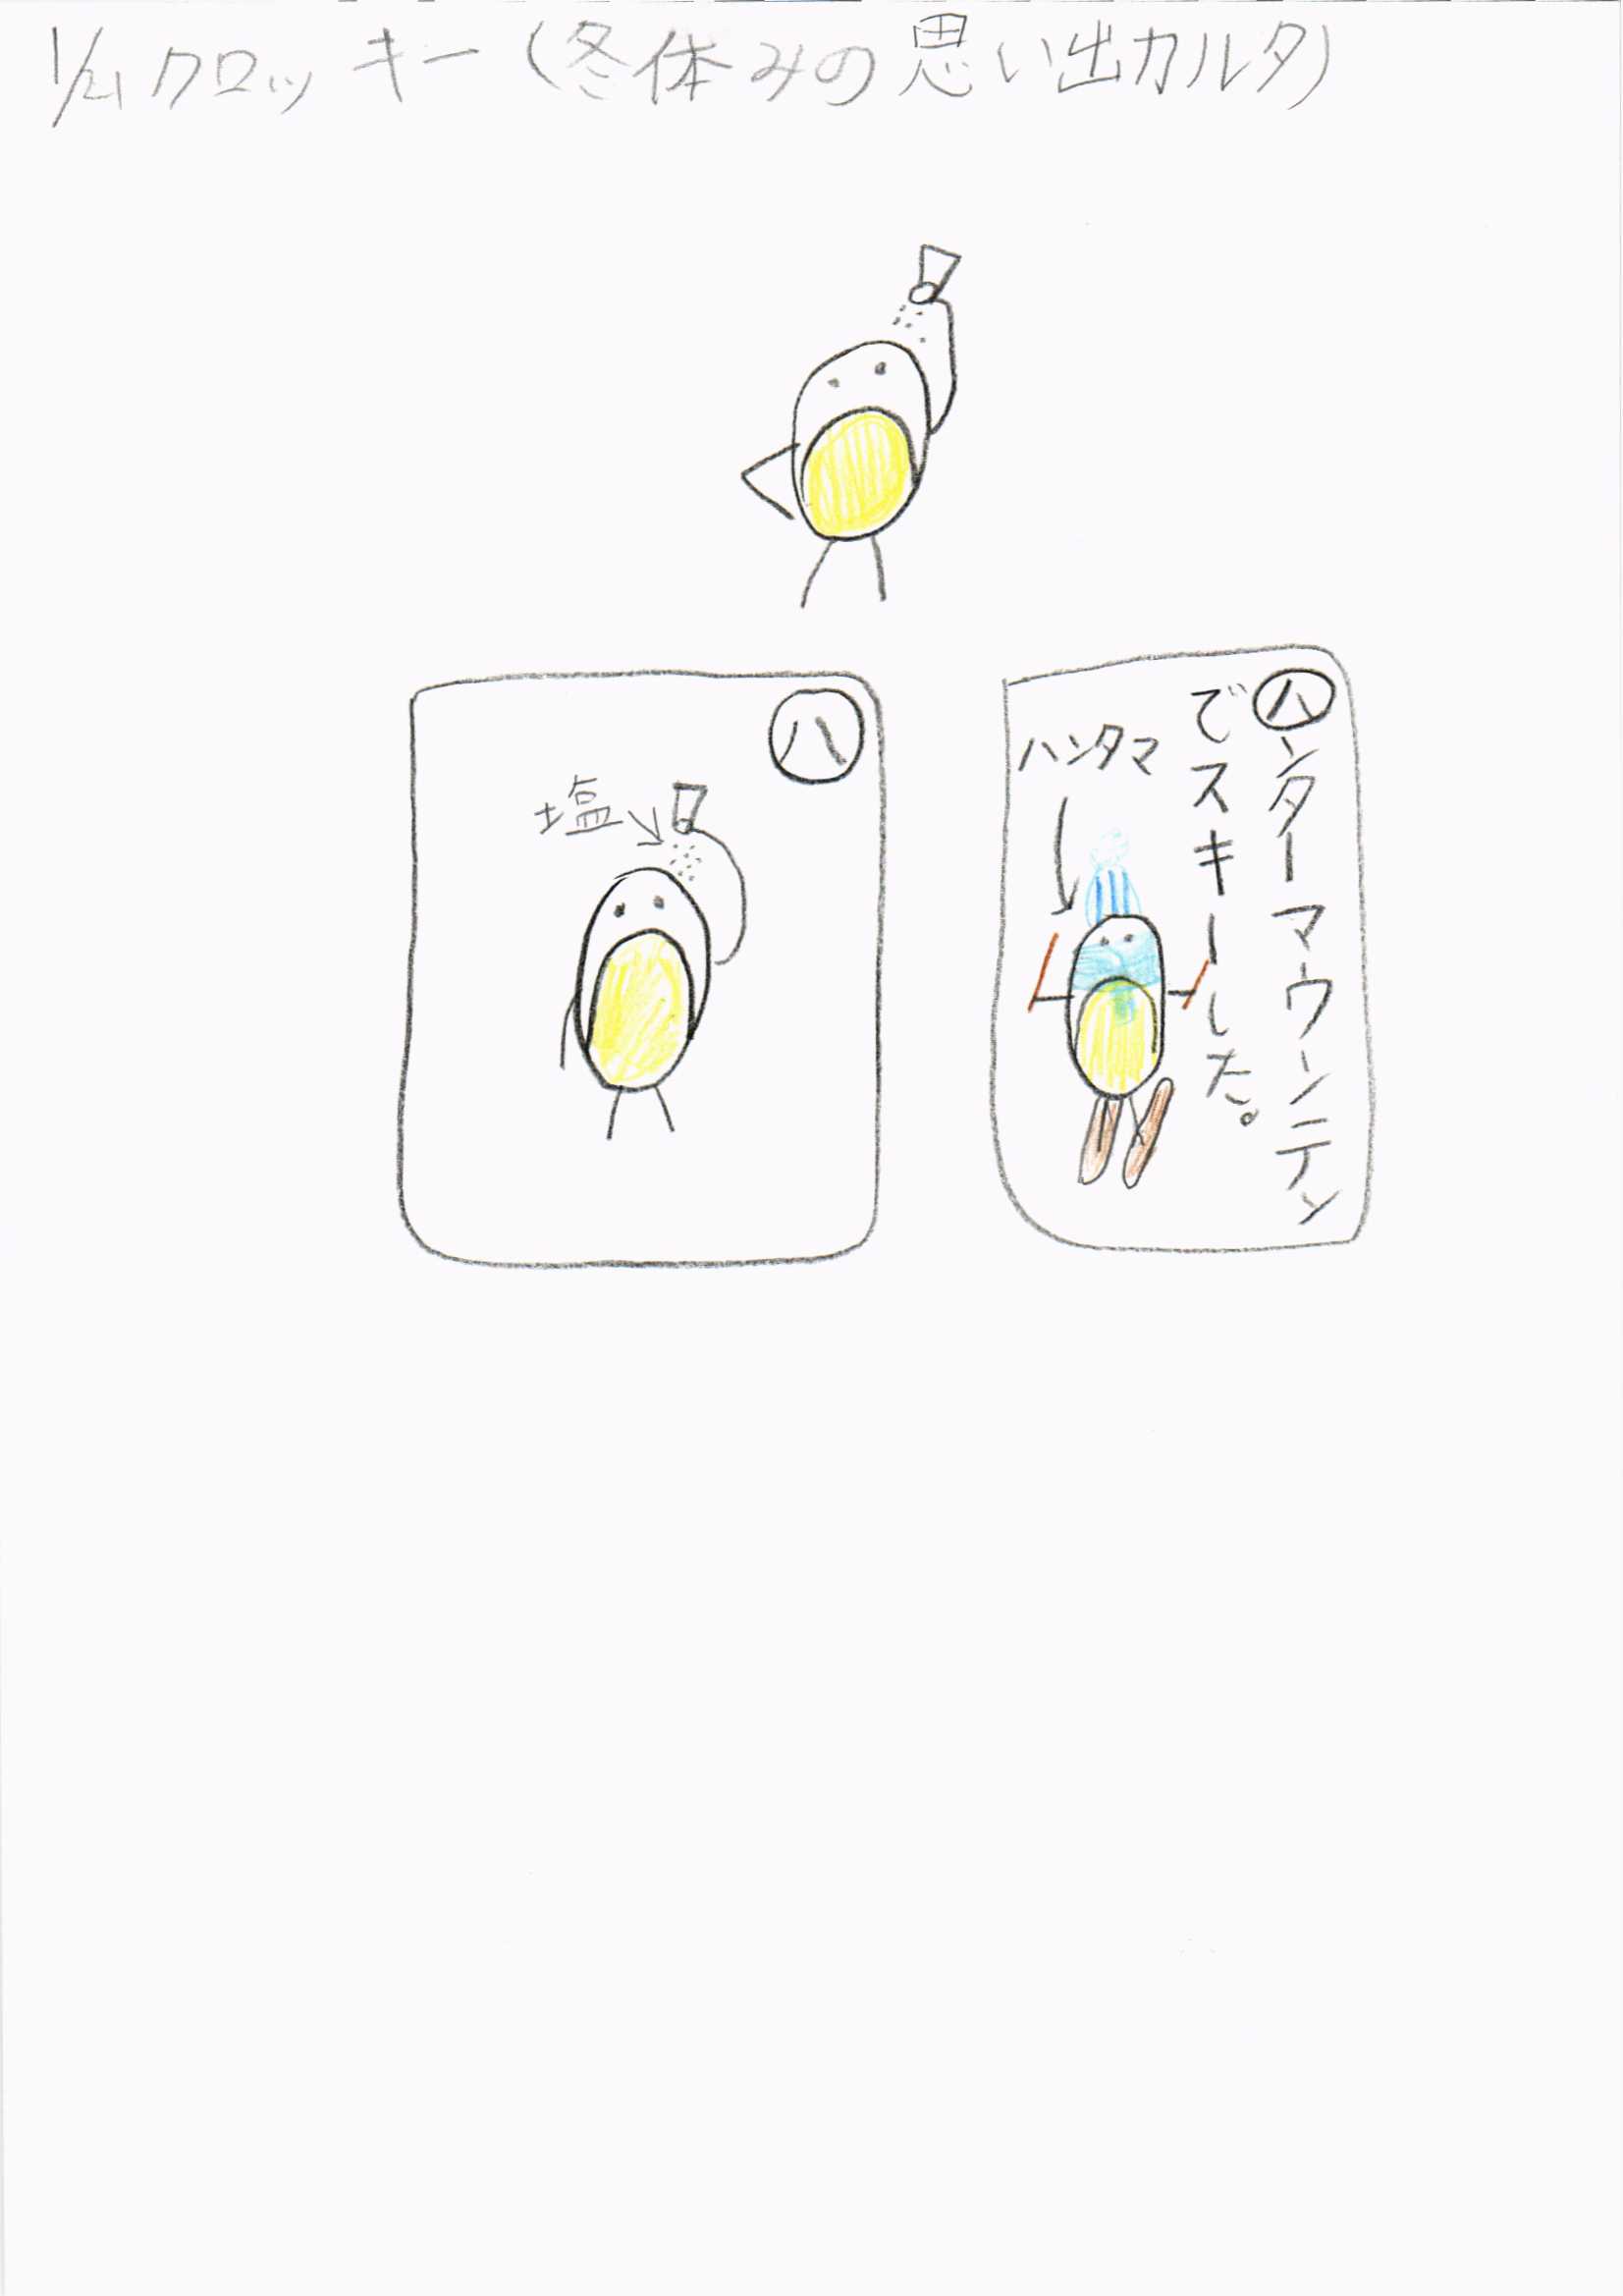 1/21 クロッキー(冬休みの思い出カルタ)
ハ
塩
ハンターマウンテン
でスキーした。
ハンタマ